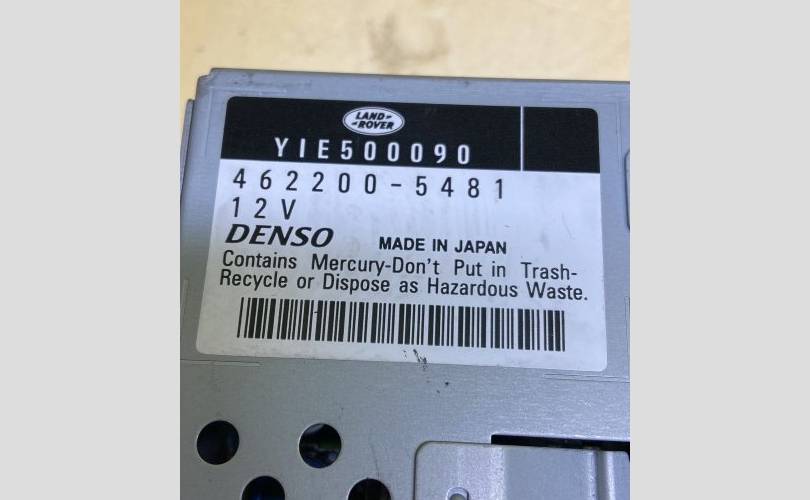 LAND-
-ROVER
YIE500090
462200-5481
12V
DENSO MADE IN JAPAN
Contains Mercury-Don't Put in Trash-
Recycle or Dispose as Hazardous Waste.